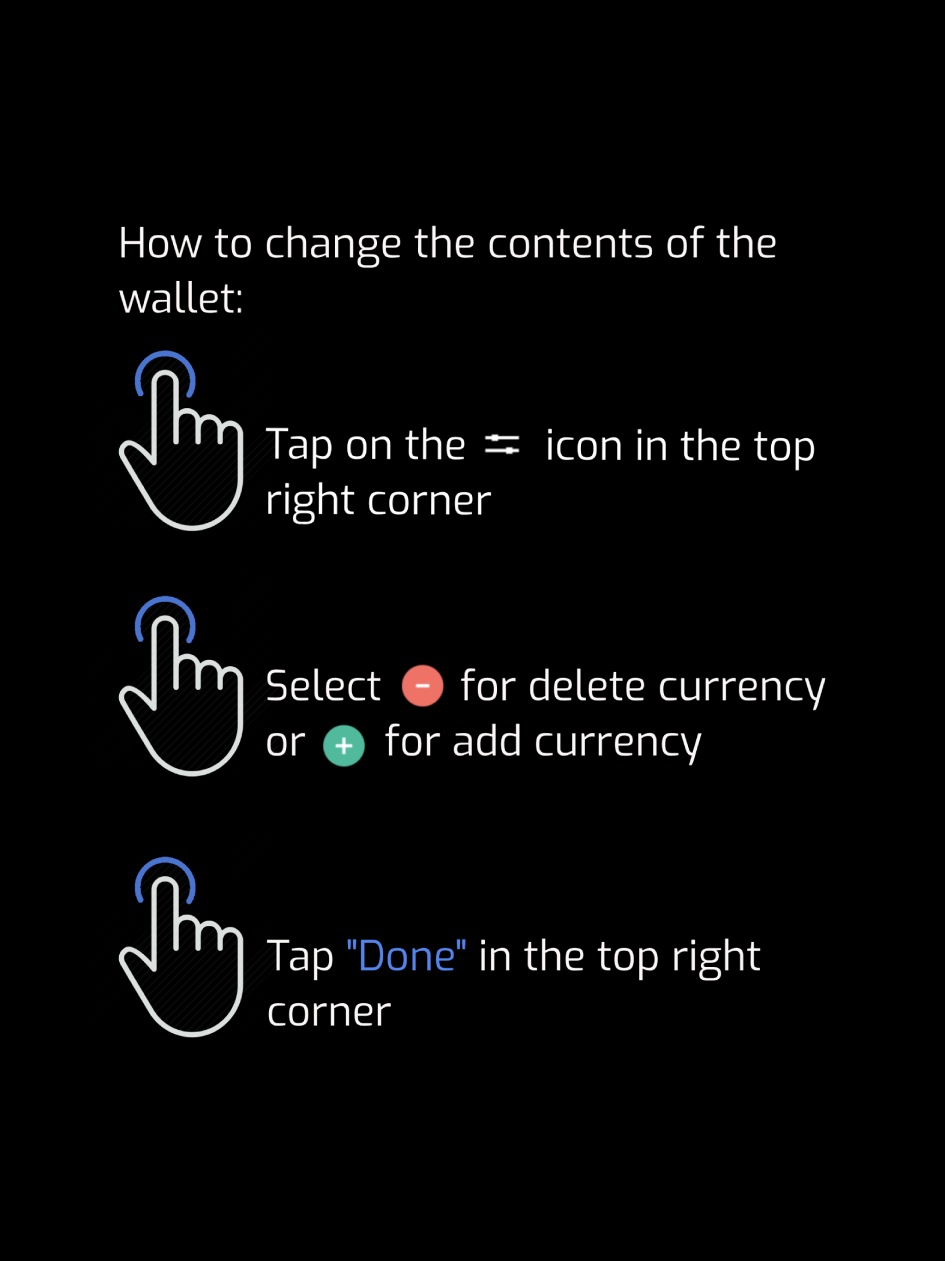 How to change the contents of the
wallet:
Tap on the icon in the top
right corner
Select - for delete currency
or + for add currency
Tap "Done" in the top right
corner